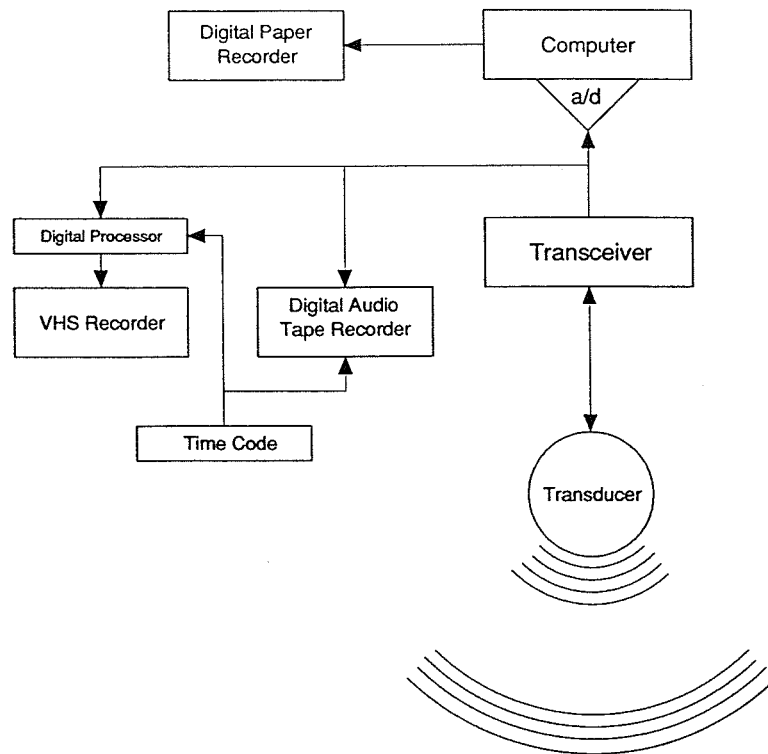 Digital Paper
Recorder
Computer
a/d
Digital Processor
Transceiver
VHS Recorder
Digital Audio
Tape Recorder
Time Code
Transducer